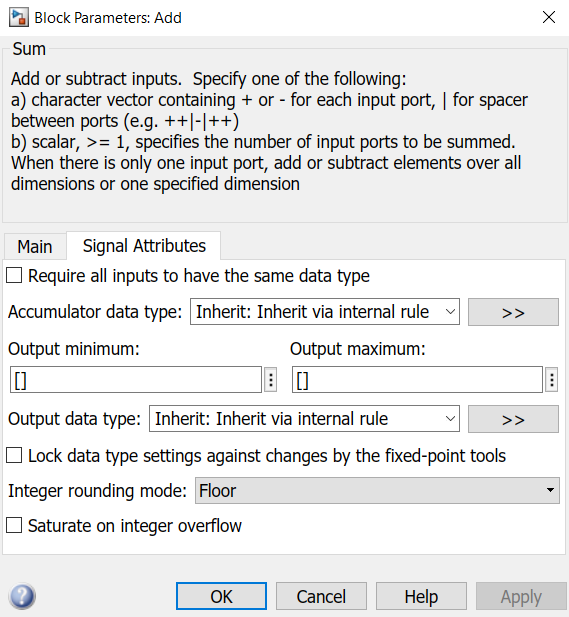 Block Parameters: Add
Sum
Add or subtract inputs. Specify one of the following:
a) character vector containing + or - for each input port, | for spacer
between ports (e.g. ++|-|++)
b) scalar, >= 1, specifies the number of input ports to be summed.
When there is only one input port, add or subtract elements over all
dimensions or one specified dimension
Main Signal Attributes
Require all inputs to have the same data type
Accumulator data type: Inherit: Inherit via internal rule >>
Output minimum: Output maximum:
[] []
Output data type: Inherit: Inherit via internal rule >>
Lock data type settings against changes by the fixed-point tools
Integer rounding mode: Floor
Saturate on integer overflow
? OK Cancel Help Apply